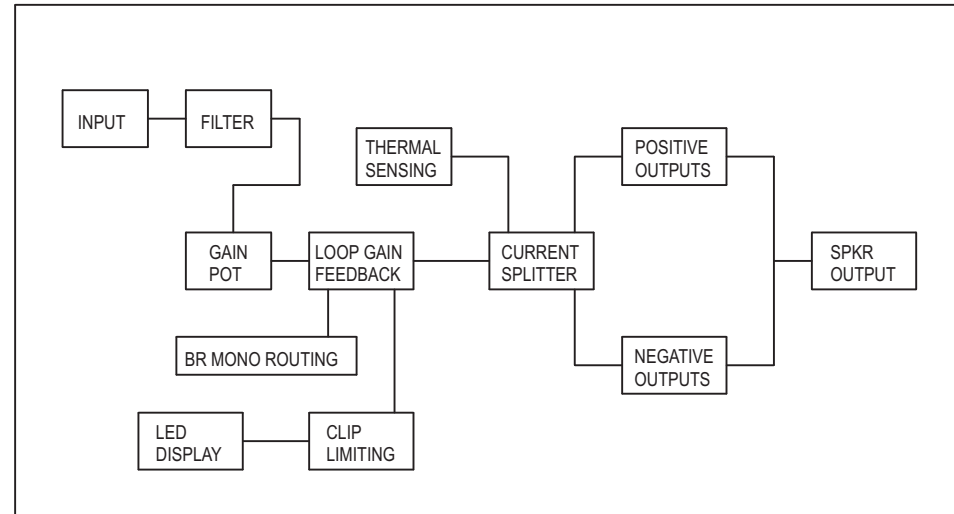 INPUT
FILTER
THERMAL
SENSING
POSITIVE
OUTPUTS
GAIN
POT
LOOP GAIN
FEEDBACK
CURRENT
SPLITTER
SPKR
OUTPUT
BR MONO ROUTING
NEGATIVE
OUTPUTS
LED
DISPLAY
CLIP
LIMITING